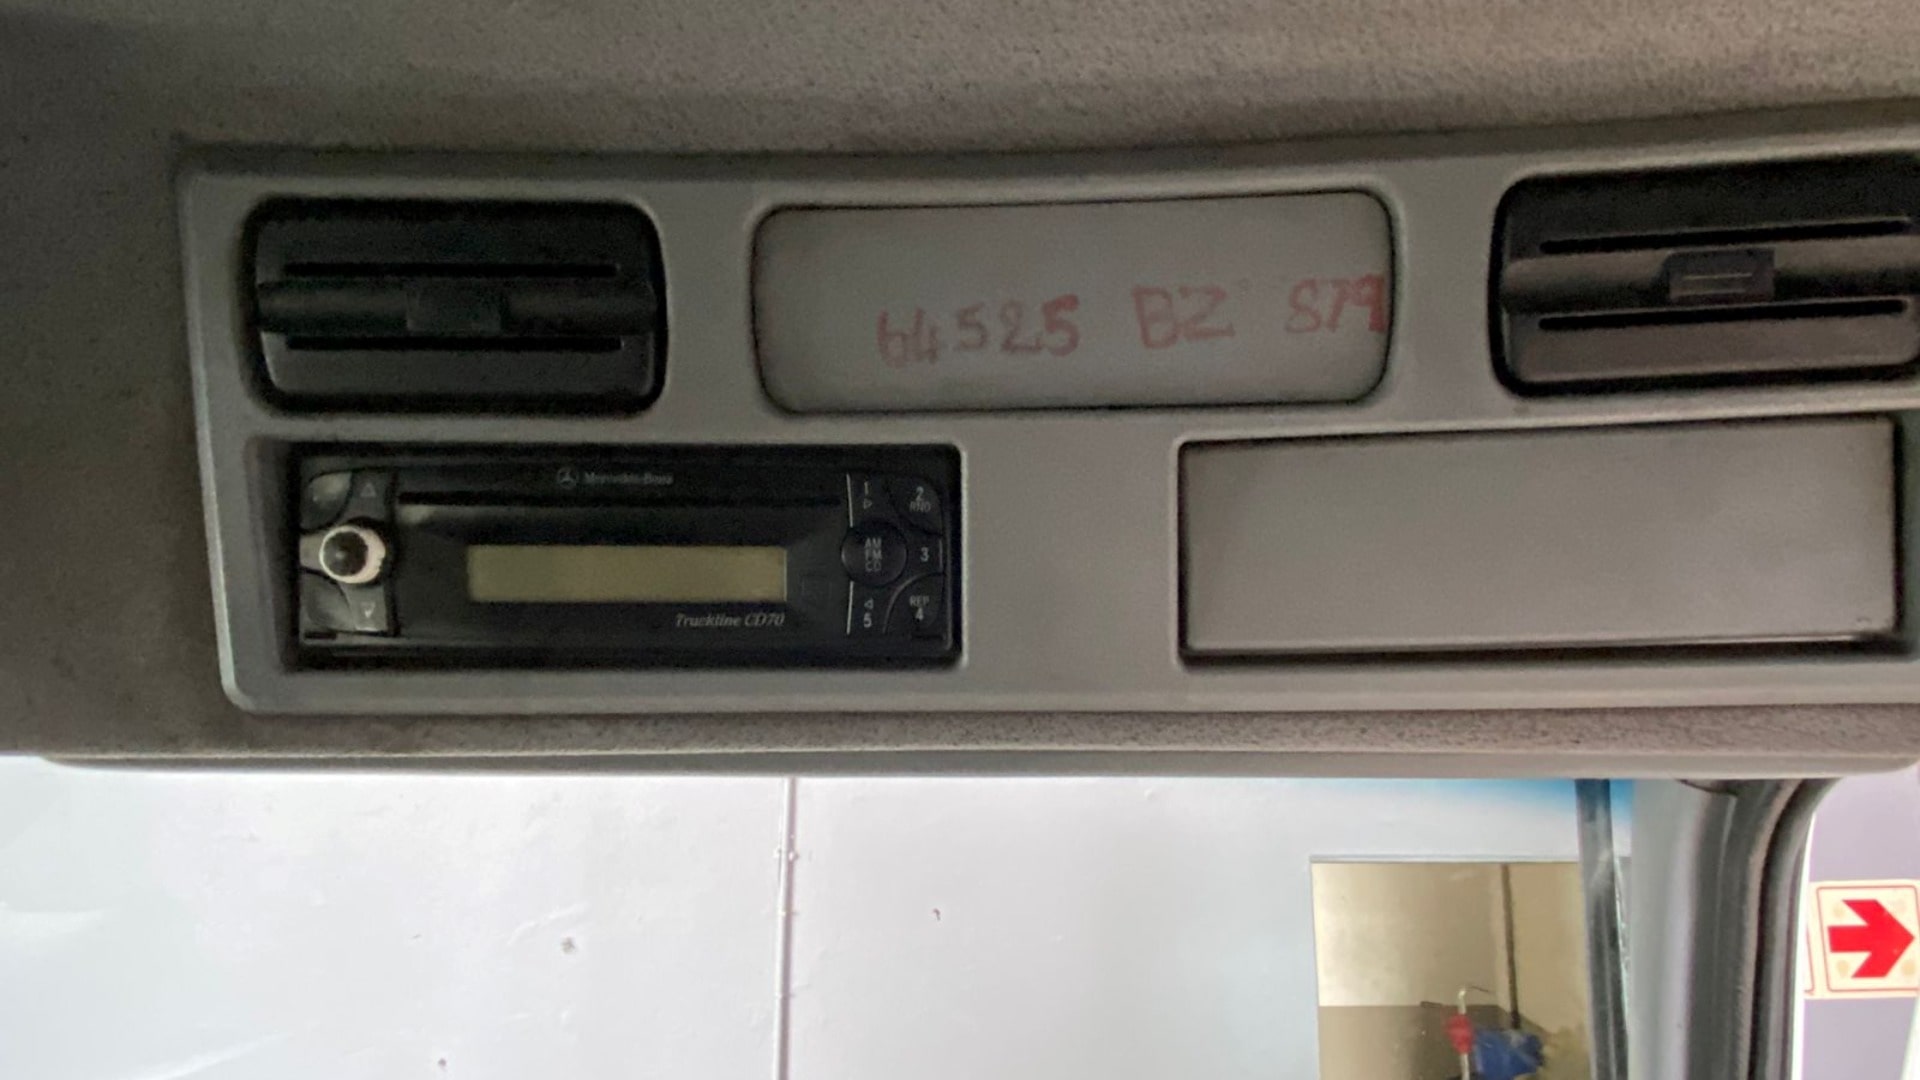 64525 BZ 879
Mercedes-Benz
1
2
RND
AM
FM
CD
3
REP
4
5
Truckline CD70